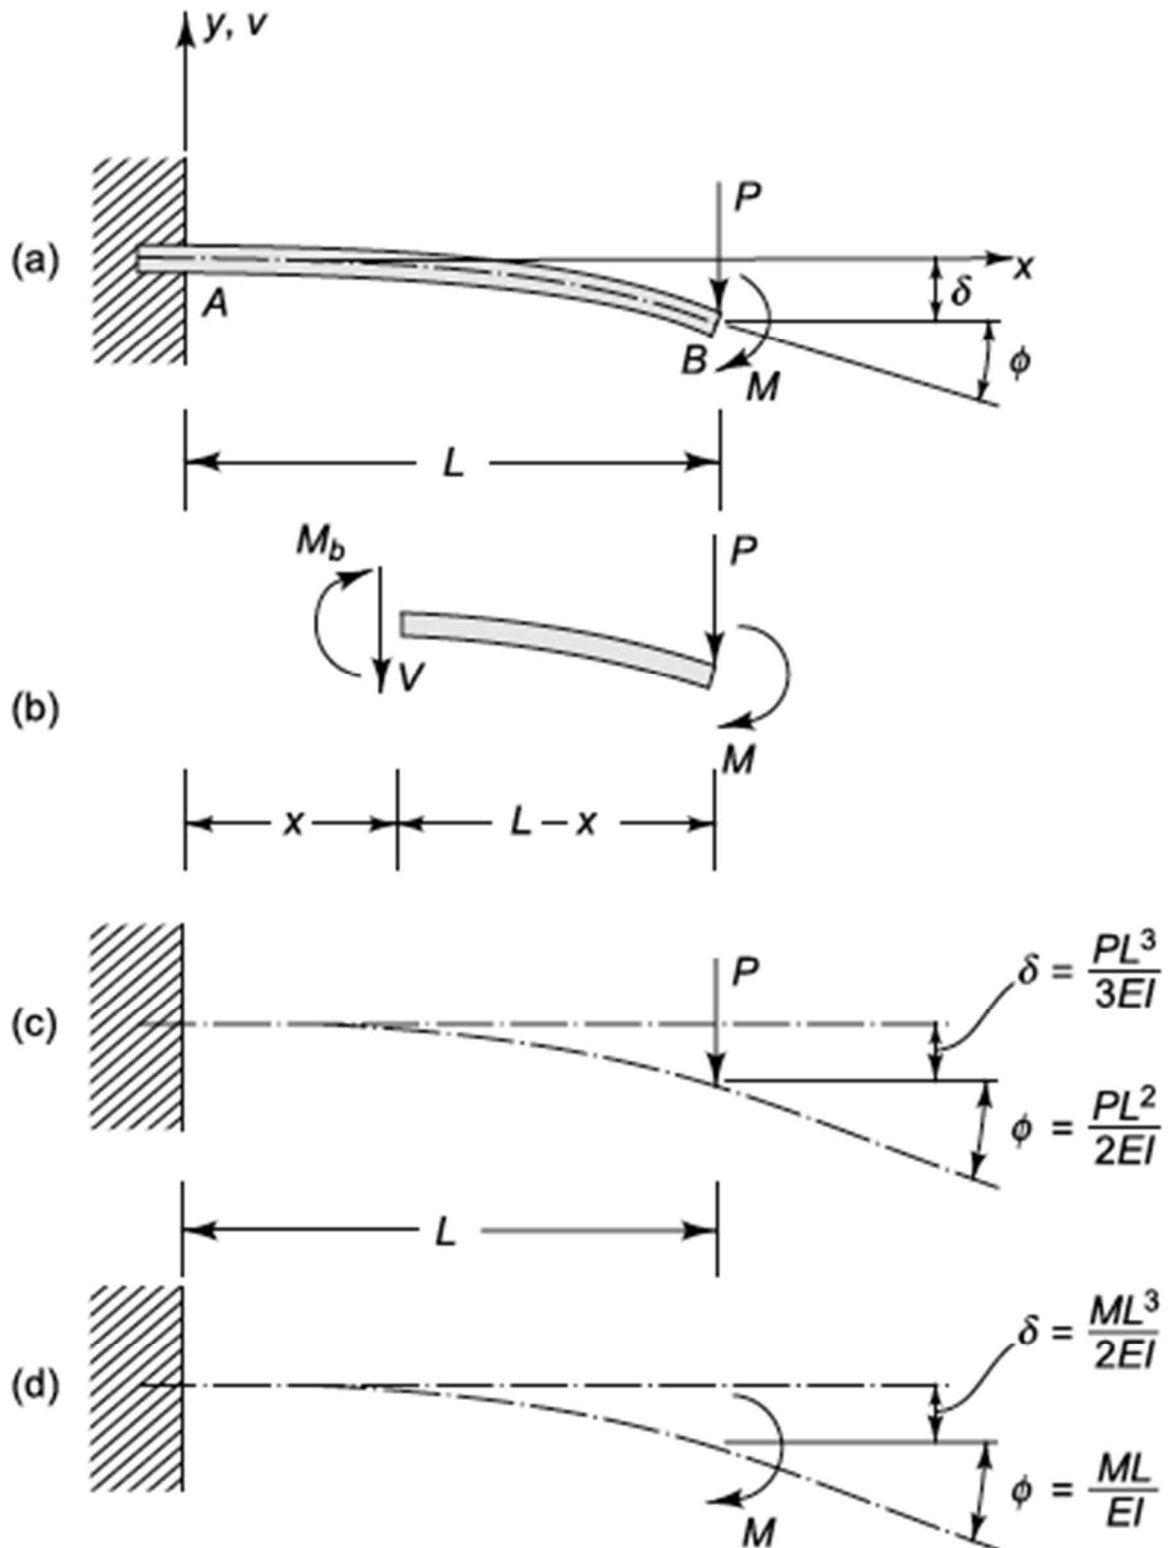 y, v
P
(a)
x
δ
A
B
M
ϕ
L
M_b
P
V
(b)
M
x
L – x
δ = PL³/3EI
P
(c)
ϕ = PL²/2EI
L
δ = ML³/2EI
(d)
ϕ = ML/EI
M